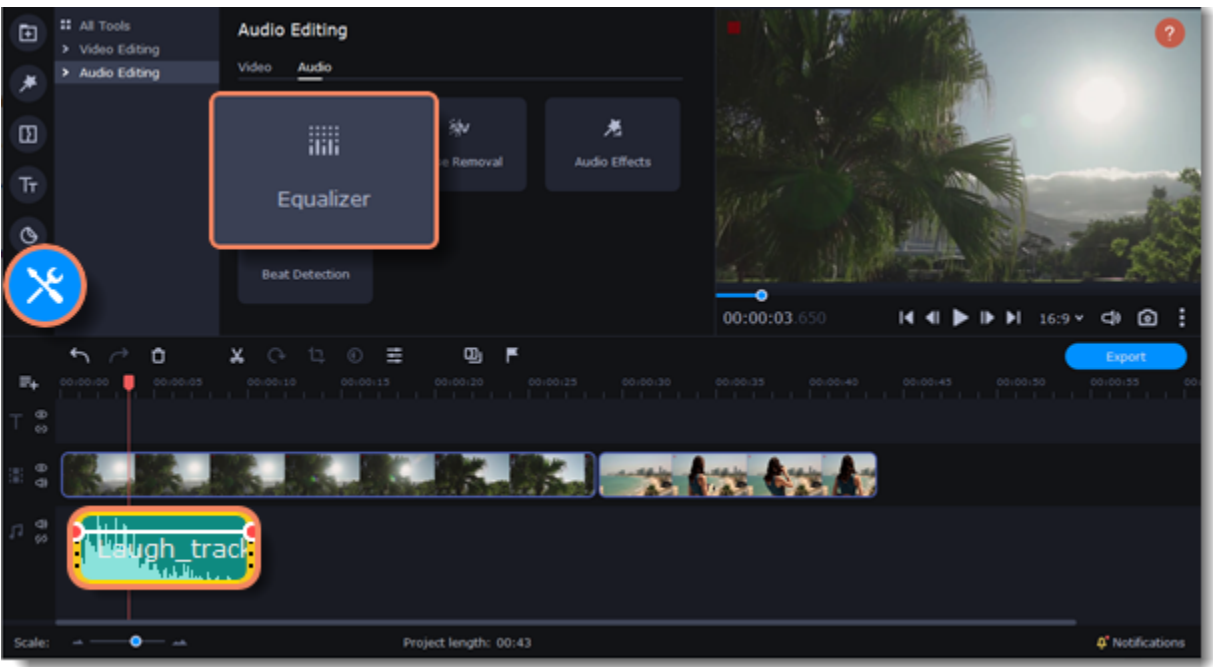 All Tools
Video Editing
Audio Editing
Audio Editing
Video Audio
Equalizer
Removal
Audio Effects
Beat Detection
?
00:00:03.650
16:9
Export
00:00:00 00:00:05 00:00:10 00:00:15 00:00:20 00:00:25 00:00:30 00:00:35 00:00:40 00:00:45 00:00:50 00:00:55
Laugh_track
Scale:
Project length: 00:43
Notifications